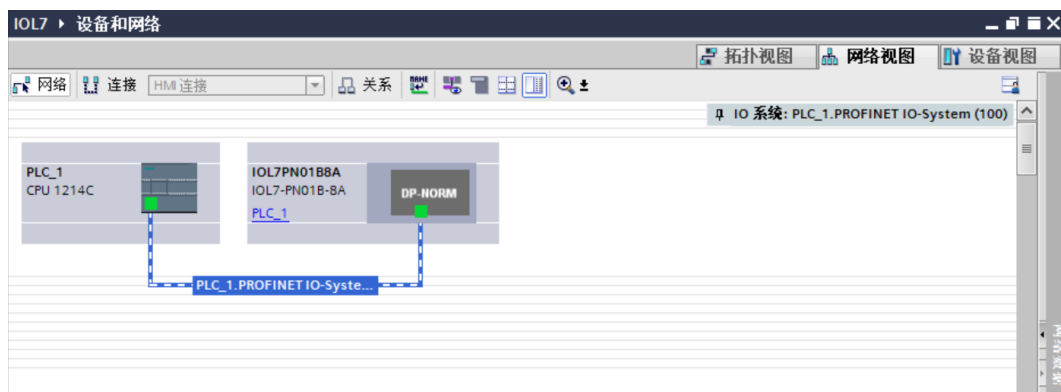 IOL7 ▸ 设备和网络
拓扑视图 网络视图 设备视图
网络 连接 HMI 连接 关系
IO 系统: PLC_1.PROFINET IO-System (100)
PLC_1
CPU 1214C
IOL7PN01B8A
IOL7-PN01B-8A
PLC_1
DP-NORM
PLC_1.PROFINET IO-Syste...